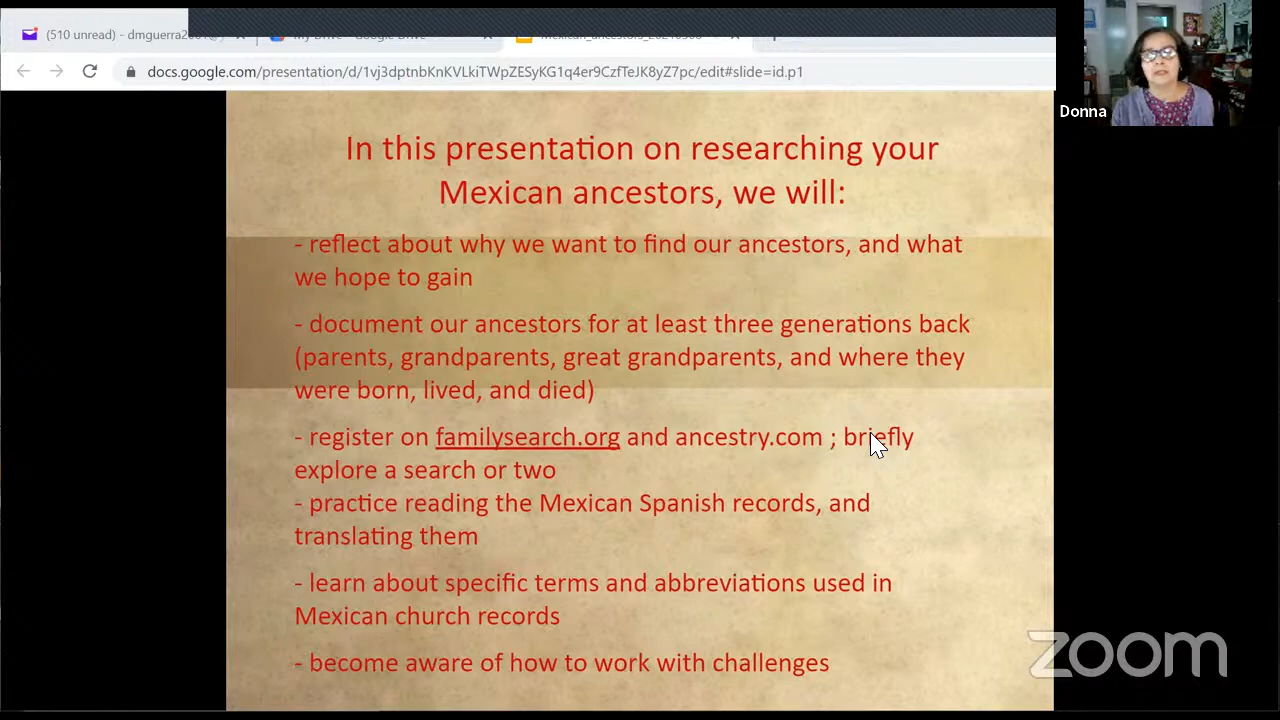 (510 unread) - dmguerra2001@
My Drive - Google Drive
Mexican_ancestors_20210508
docs.google.com/presentation/d/1vj3dptnbKnKVLkiTWpZESyKG1q4er9CzfTeJK8yZ7pc/edit#slide=id.p1
Donna
In this presentation on researching your
Mexican ancestors, we will:
- reflect about why we want to find our ancestors, and what
we hope to gain
- document our ancestors for at least three generations back
(parents, grandparents, great grandparents, and where they
were born, lived, and died)
- register on familysearch.org and ancestry.com ; briefly
explore a search or two
- practice reading the Mexican Spanish records, and
translating them
- learn about specific terms and abbreviations used in
Mexican church records
- become aware of how to work with challenges
zoom